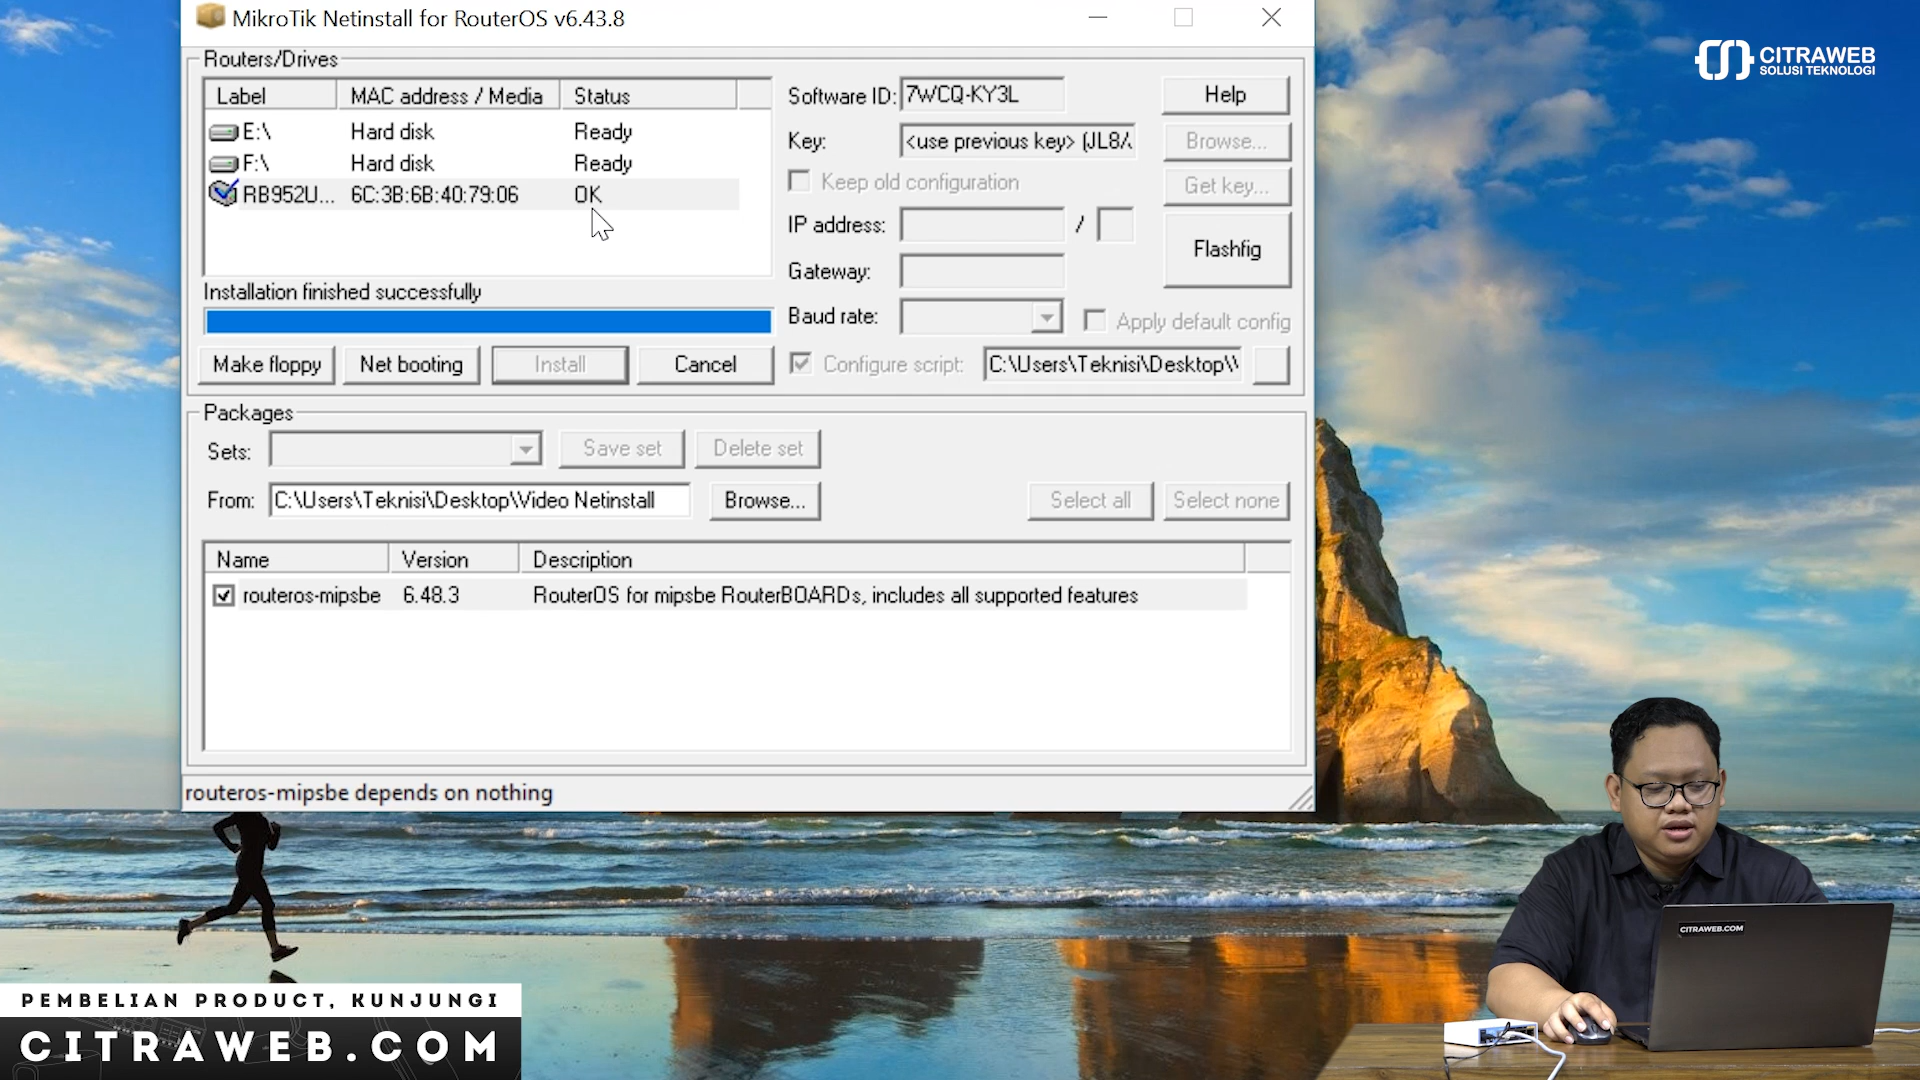 MikroTik Netinstall for RouterOS v6.43.8
CITRAWEB
SOLUSI TEKNOLOGI
Routers/Drives
Label MAC address / Media Status
E:\ Hard disk Ready
F:\ Hard disk Ready
RB952U... 6C:3B:6B:40:79:06 OK
Installation finished successfully
Make floppy Net booting Install Cancel
Software ID: 7WCQ-KY3L Help
Key: <use previous key> (JL8/\ Browse...
Keep old configuration Get key...
IP address: / Flashfig
Gateway:
Baud rate: Apply default config
Configure script: C:\Users\Teknisi\Desktop\
Packages
Sets: Save set Delete set
From: C:\Users\Teknisi\Desktop\Video Netinstall Browse... Select all Select none
Name Version Description
routeros-mipsbe 6.48.3 RouterOS for mipsbe RouterBOARDs, includes all supported features
routeros-mipsbe depends on nothing
CITRAWEB.COM
PEMBELIAN PRODUCT, KUNJUNGI
CITRAWEB.COM